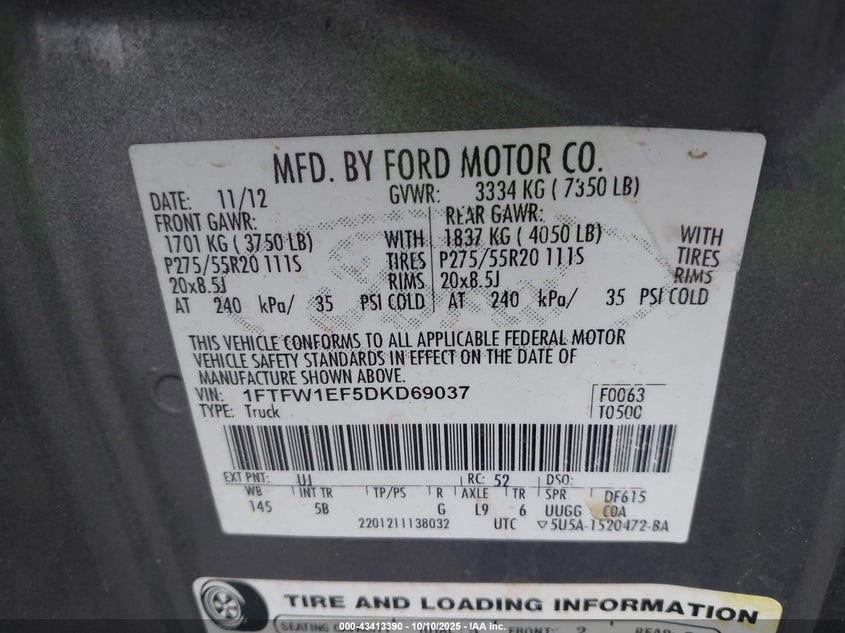 MFD. BY FORD MOTOR CO.
DATE: 11/12 GVWR: 3334 KG ( 7350 LB)
FRONT GAWR: REAR GAWR:
1701 KG ( 3750 LB) WITH 1837 KG ( 4050 LB) WITH
P275/55R20 111S TIRES P275/55R20 111S TIRES
20x8.5J RIMS 20x8.5J RIMS
AT 240 kPa/ 35 PSI COLD AT 240 kPa/ 35 PSI COLD
THIS VEHICLE CONFORMS TO ALL APPLICABLE FEDERAL MOTOR
VEHICLE SAFETY STANDARDS IN EFFECT ON THE DATE OF
MANUFACTURE SHOWN ABOVE.
VIN: 1FTFW1EF5DKD69037 F0063
TYPE: Truck T0500
EXT PNT: UJ RC: 52 DSO:
WB INT TR TP/PS R AXLE TR SPR DF615
145 5B G L9 6 UUGG COA
2201211138032 UTC ▽5U5A-1520472-BA
TIRE AND LOADING INFORMATION
SEATING FRONT: 2 REAR
000-43413390 - 10/10/2025 - IAA Inc.